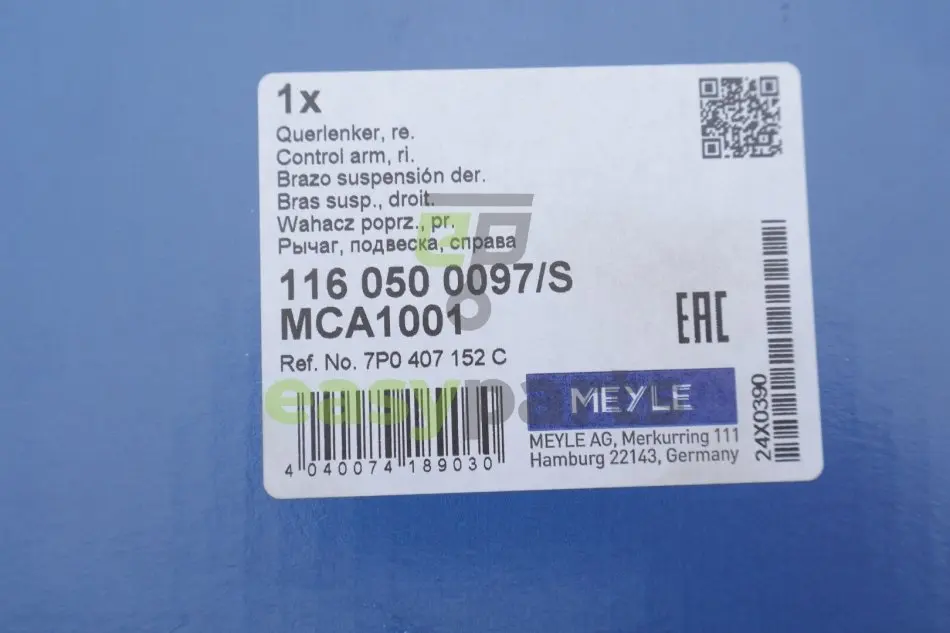 1x
Querlenker, re.
Control arm, ri.
Brazo suspensión der.
Bras susp., droit.
Wahacz poprz., pr.
Рычаг, подвеска, справа
116 050 0097/S
MCA1001
Ref. No. 7P0 407 152 C
EAC
easyparts
MEYLE
MEYLE AG, Merkurring 111
Hamburg 22143, Germany
4 040074 189030
24X0390